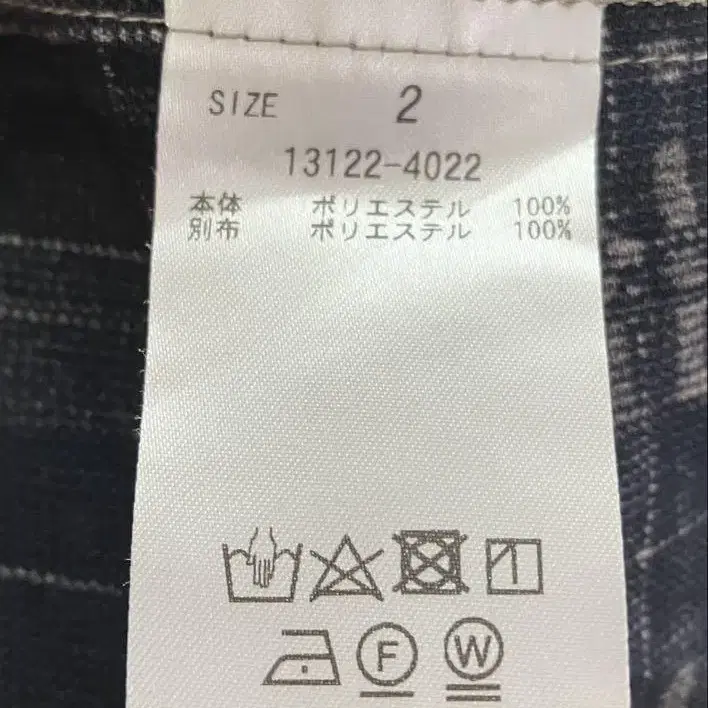 SIZE 2
13122-4022
本体 ポリエステル 100%
別布 ポリエステル 100%
F W